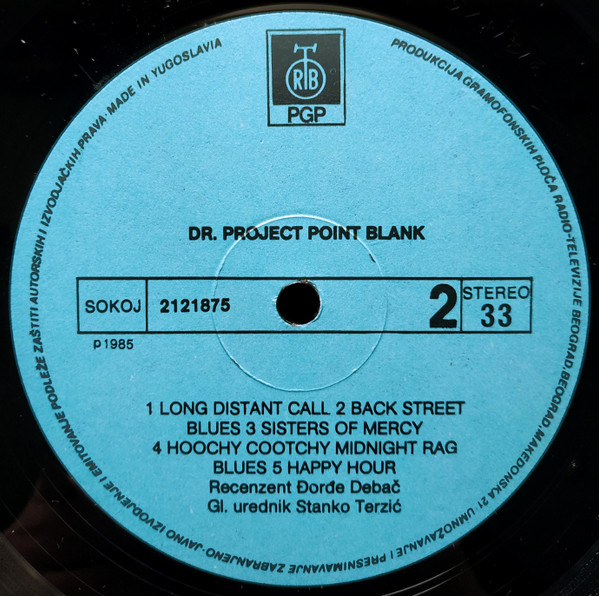 RTB
PGP
PRODUKCIJA GRAMOFONSKIH PLOČA RADIO-TELEVIZIJE BEOGRAD, BEOGRAD, MAKEDONSKA 21 · UMNOŽAVANJE I PRESNIMAVANJE ZABRANJENO · JAVNO IZVODJENJE I EMITOVANJE PODLEŽE ZAŠTITI AUTORSKIH I IZVODJAČKIH PRAVA · MADE IN YUGOSLAVIA
DR. PROJECT POINT BLANK
SOKOJ 2121875 2 STEREO 33
P 1985
1 LONG DISTANT CALL 2 BACK STREET
BLUES 3 SISTERS OF MERCY
4 HOOCHY COOTCHY MIDNIGHT RAG
BLUES 5 HAPPY HOUR
Recenzent Đorđe Debač
Gl. urednik Stanko Terzić